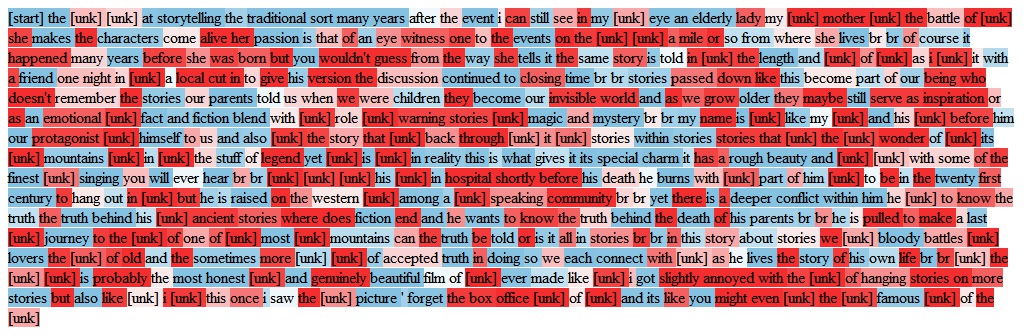 [start] the [unk] [unk] at storytelling the traditional sort many years after the event i can still see in my [unk] eye an elderly lady my [unk] mother [unk] the battle of [unk]
she makes the characters come alive her passion is that of an eye witness one to the events on the [unk] [unk] a mile or so from where she lives br br of course it
happened many years before she was born but you wouldn't guess from the way she tells it the same story is told in [unk] the length and [unk] of [unk] as i [unk] it with
a friend one night in [unk] a local cut in to give his version the discussion continued to closing time br br stories passed down like this become part of our being who
doesn't remember the stories our parents told us when we were children they become our invisible world and as we grow older they maybe still serve as inspiration or
as an emotional [unk] fact and fiction blend with [unk] role [unk] warning stories [unk] magic and mystery br br my name is [unk] like my [unk] and his [unk] before him
our protagonist [unk] himself to us and also [unk] the story that [unk] back through [unk] it [unk] stories within stories stories that [unk] the [unk] wonder of [unk] its
[unk] mountains [unk] in [unk] the stuff of legend yet [unk] is [unk] in reality this is what gives it its special charm it has a rough beauty and [unk] [unk] with some of the
finest [unk] singing you will ever hear br br [unk] [unk] [unk] his [unk] in hospital shortly before his death he burns with [unk] part of him [unk] to be in the twenty first
century to hang out in [unk] but he is raised on the western [unk] among a [unk] speaking community br br yet there is a deeper conflict within him he [unk] to know the
truth the truth behind his [unk] ancient stories where does fiction end and he wants to know the truth behind the death of his parents br br he is pulled to make a last
[unk] journey to the [unk] of one of [unk] most [unk] mountains can the truth be told or is it all in stories br br in this story about stories we [unk] bloody battles [unk]
lovers the [unk] of old and the sometimes more [unk] [unk] of accepted truth in doing so we each connect with [unk] as he lives the story of his own life br br [unk] the
[unk] [unk] is probably the most honest [unk] and genuinely beautiful film of [unk] ever made like [unk] i got slightly annoyed with the [unk] of hanging stories on more
stories but also like [unk] i [unk] this once i saw the [unk] picture ' forget the box office [unk] of [unk] and its like you might even [unk] the [unk] famous [unk] of the
[unk]